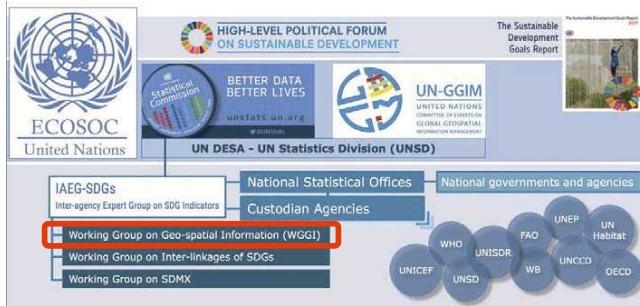 ECOSOC
United Nations
HIGH-LEVEL POLITICAL FORUM
ON SUSTAINABLE DEVELOPMENT
The Sustainable
Development
Goals Report
Statistical
Commission
BETTER DATA
BETTER LIVES
unstats.un.org
@UNStats
UN-GGIM
UNITED NATIONS
COMMITTEE OF EXPERTS ON
GLOBAL GEOSPATIAL
INFORMATION MANAGEMENT
UN DESA - UN Statistics Division (UNSD)
IAEG-SDGs
Inter-agency Expert Group on SDG Indicators
National Statistical Offices
National governments and agencies
Custodian Agencies
Working Group on Geo-spatial Information (WGGI)
Working Group on Inter-linkages of SDGs
Working Group on SDMX
UNICEF
WHO
UNSD
UNISDR
FAO
WB
UNEP
UNCCD
UN
Habitat
OECD